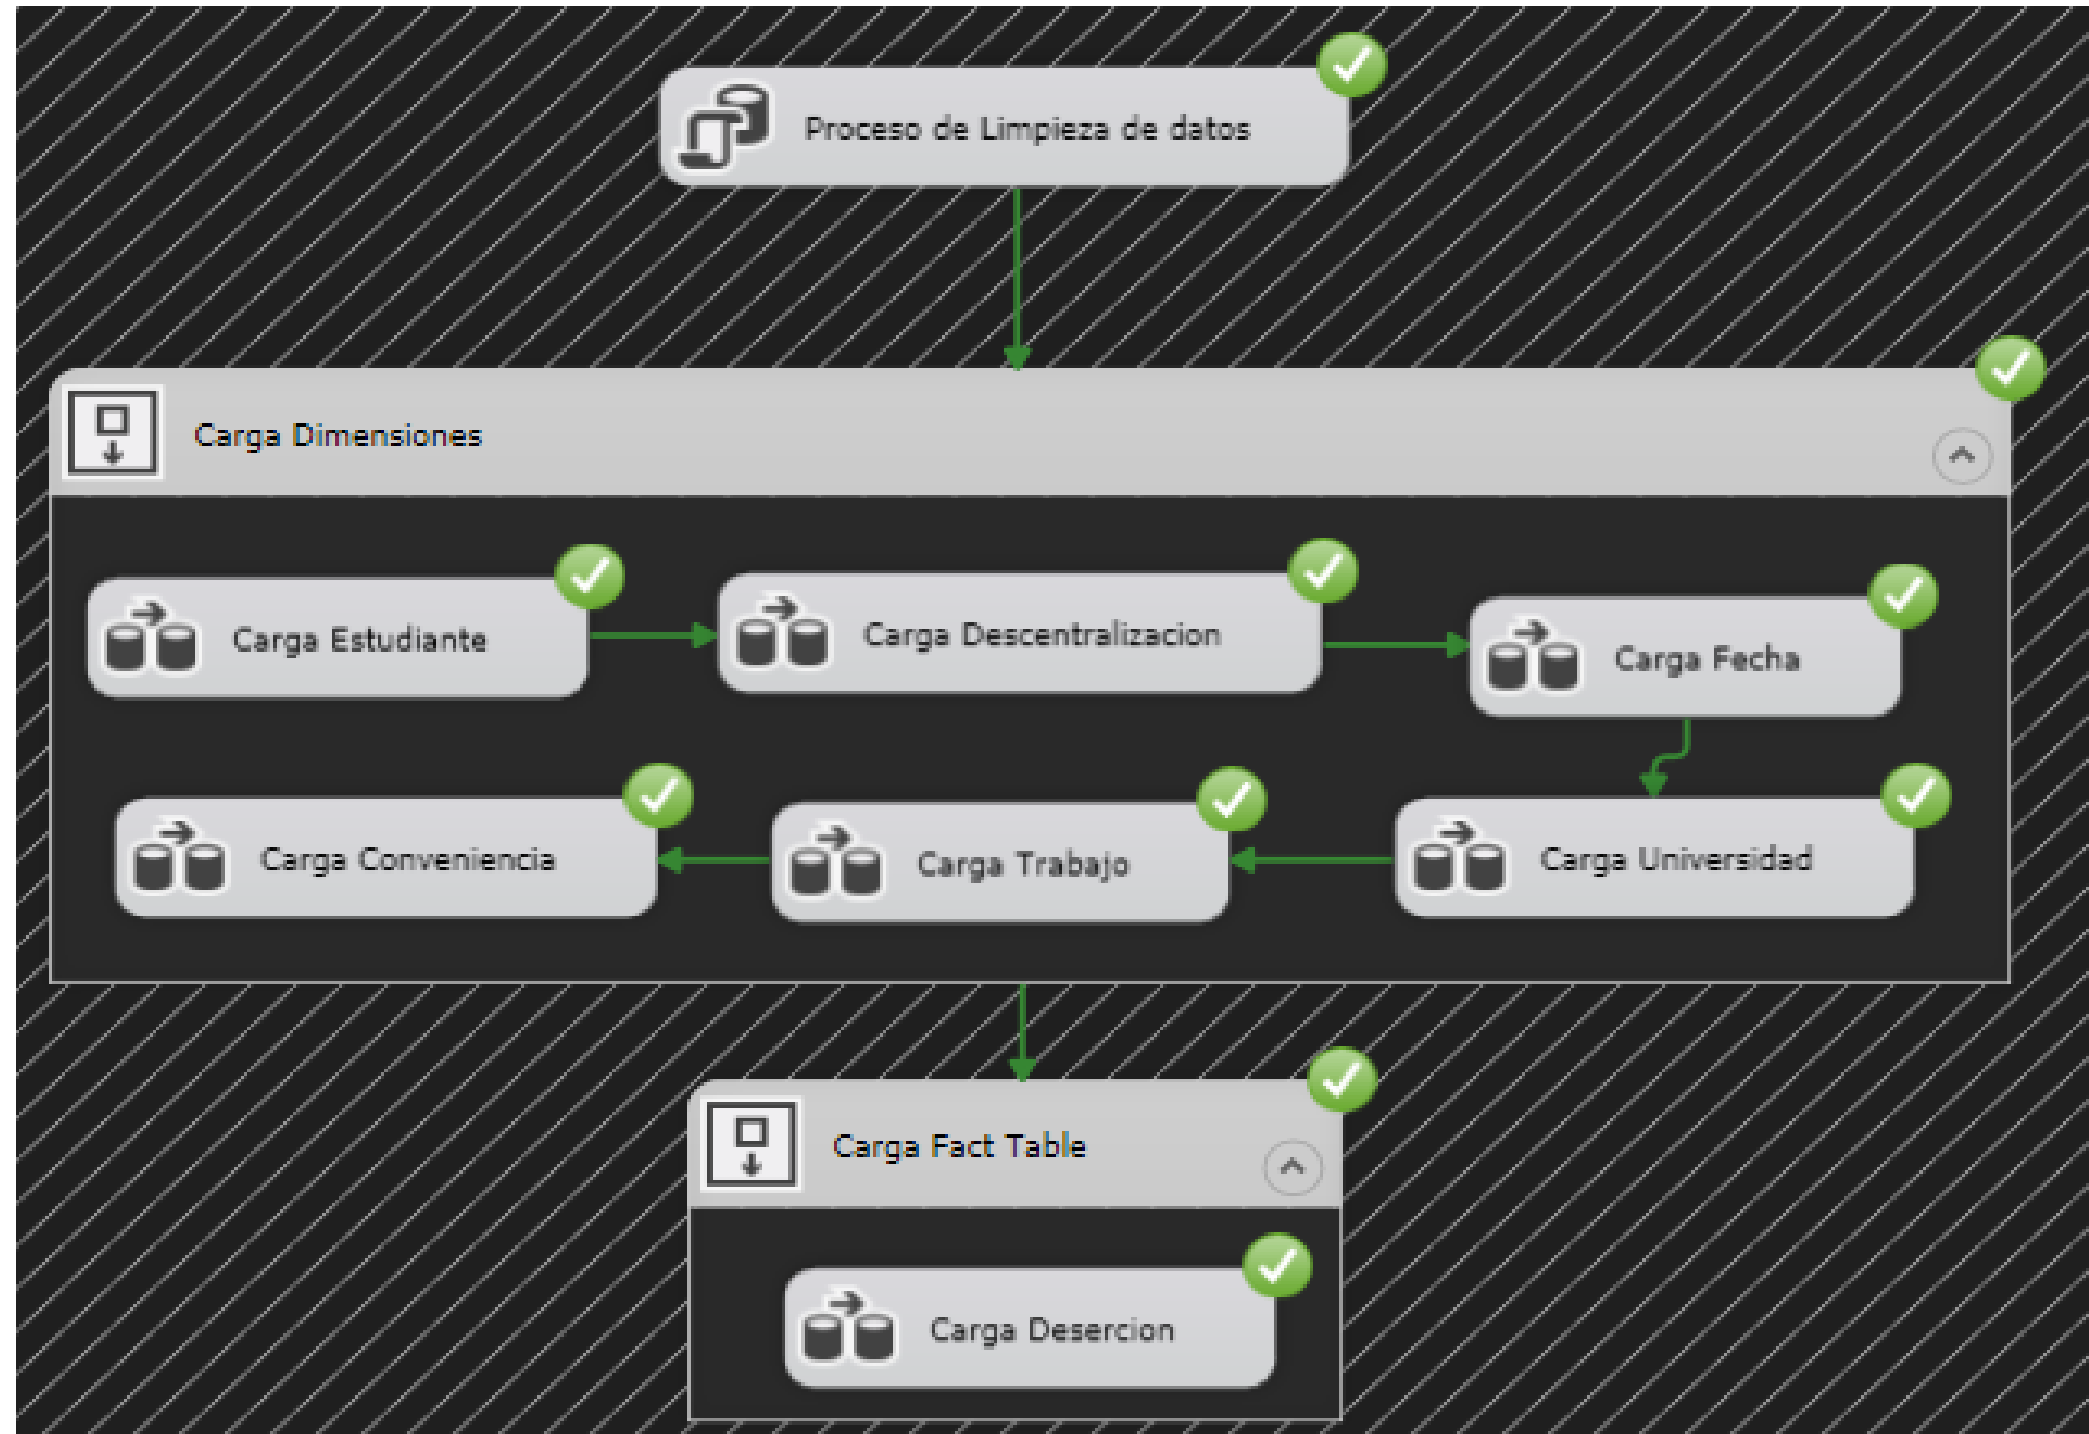 Proceso de Limpieza de datos
Carga Dimensiones
Carga Estudiante
Carga Descentralizacion
Carga Fecha
Carga Conveniencia
Carga Trabajo
Carga Universidad
Carga Fact Table
Carga Desercion